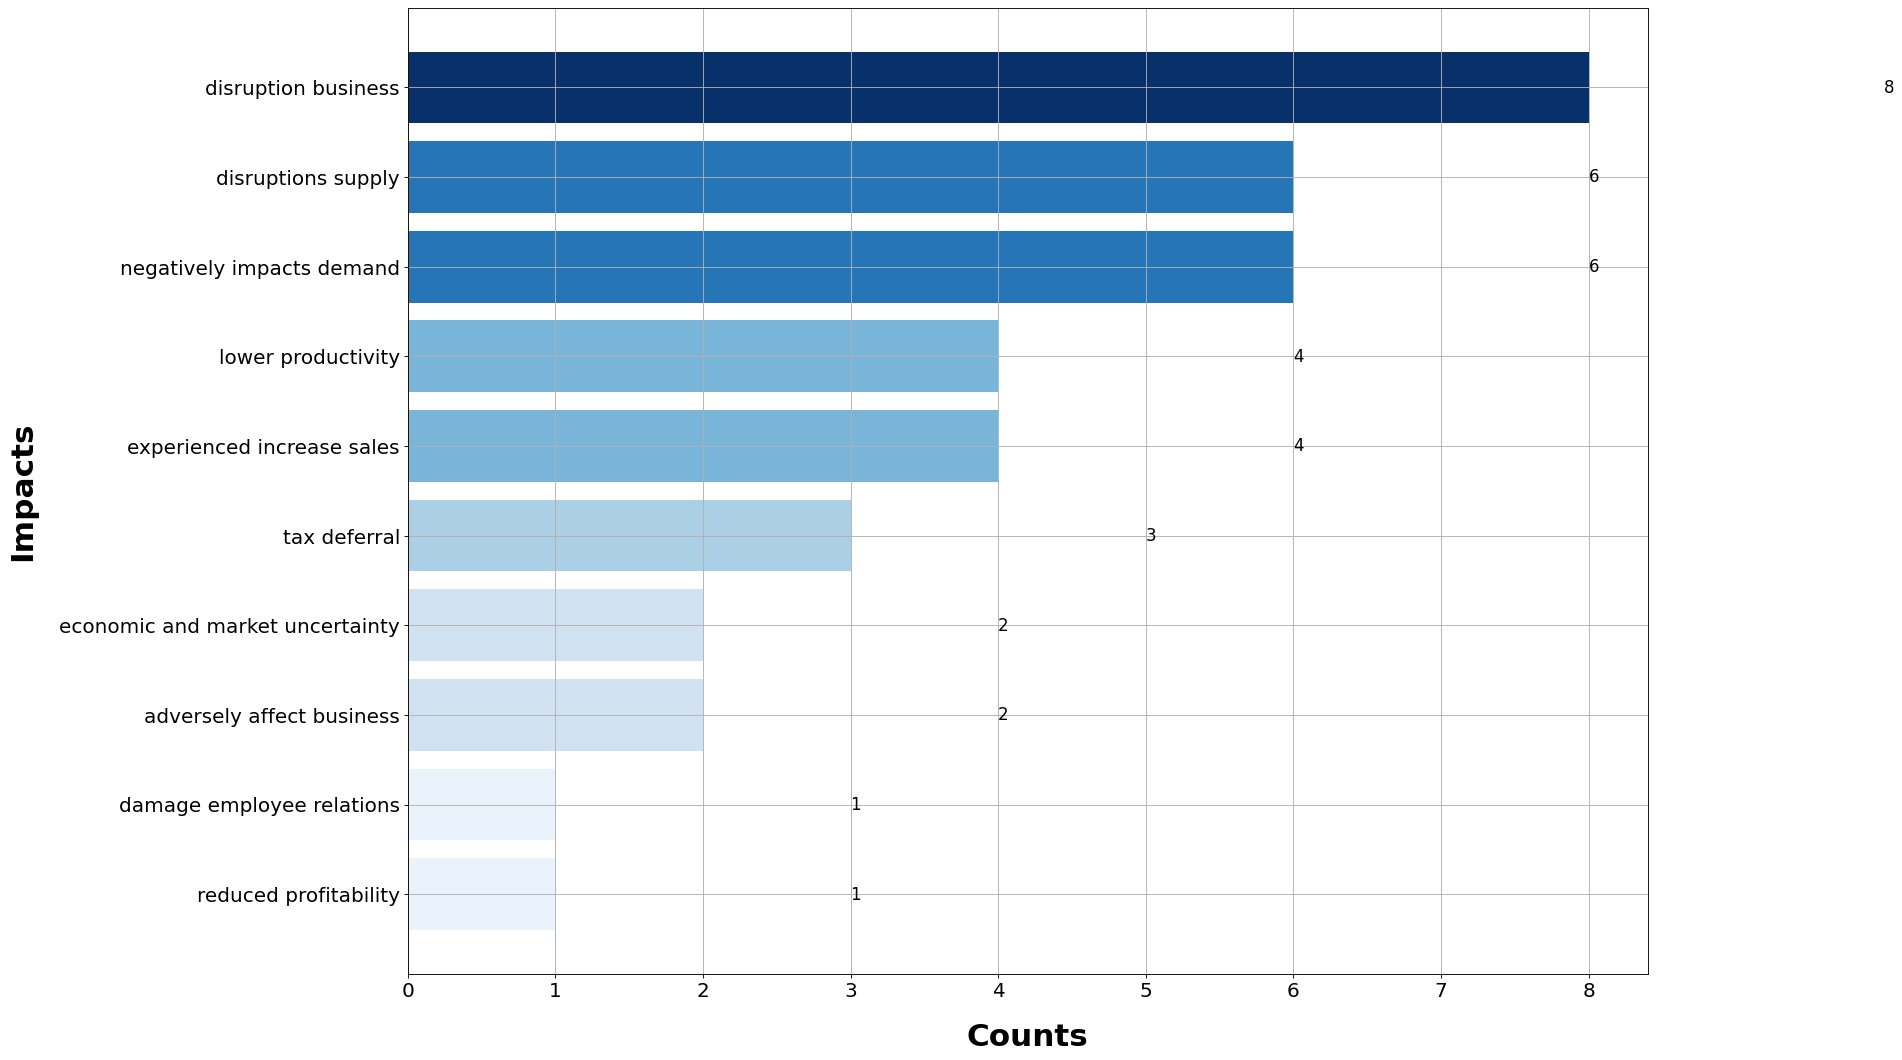 disruption business 8
disruptions supply 6
negatively impacts demand 6
lower productivity 4
experienced increase sales 4
tax deferral 3
economic and market uncertainty 2
adversely affect business 2
damage employee relations 1
reduced profitability 1
Impacts
0 1 2 3 4 5 6 7 8
Counts